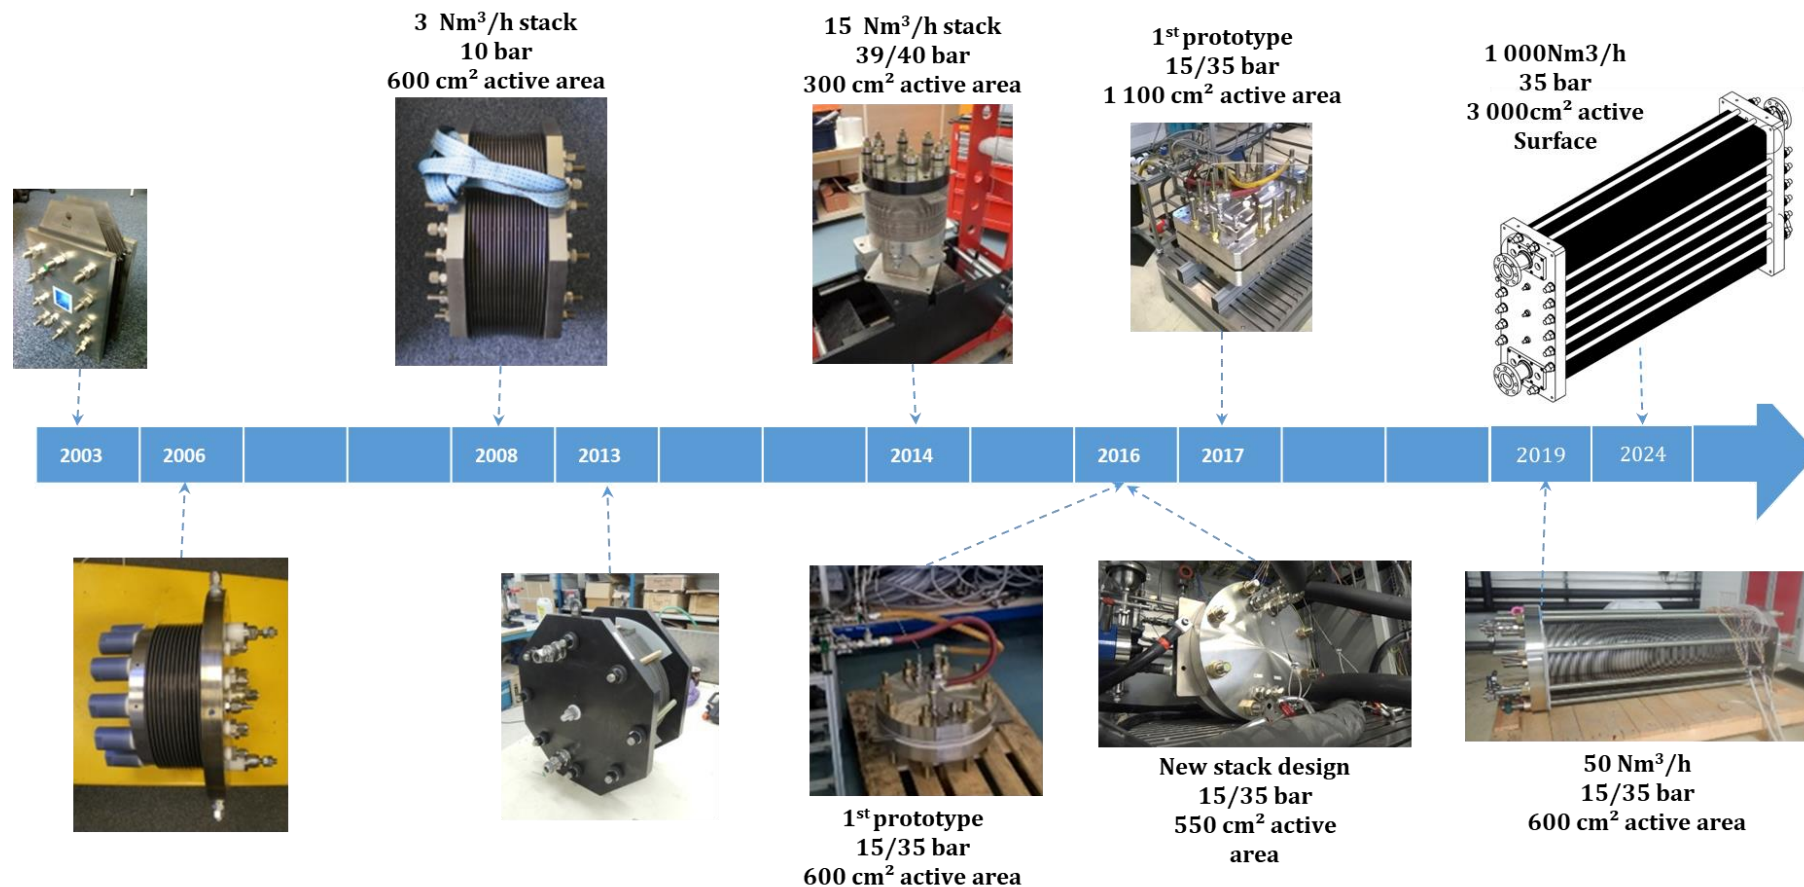 3 Nm³/h stack
10 bar
600 cm² active area
15 Nm³/h stack
39/40 bar
300 cm² active area
1st prototype
15/35 bar
1 100 cm² active area
1 000Nm3/h
35 bar
3 000cm² active
Surface
2003
2006
2008
2013
2014
2016
2017
2019
2024
1st prototype
15/35 bar
600 cm² active area
New stack design
15/35 bar
550 cm² active
area
50 Nm³/h
15/35 bar
600 cm² active area